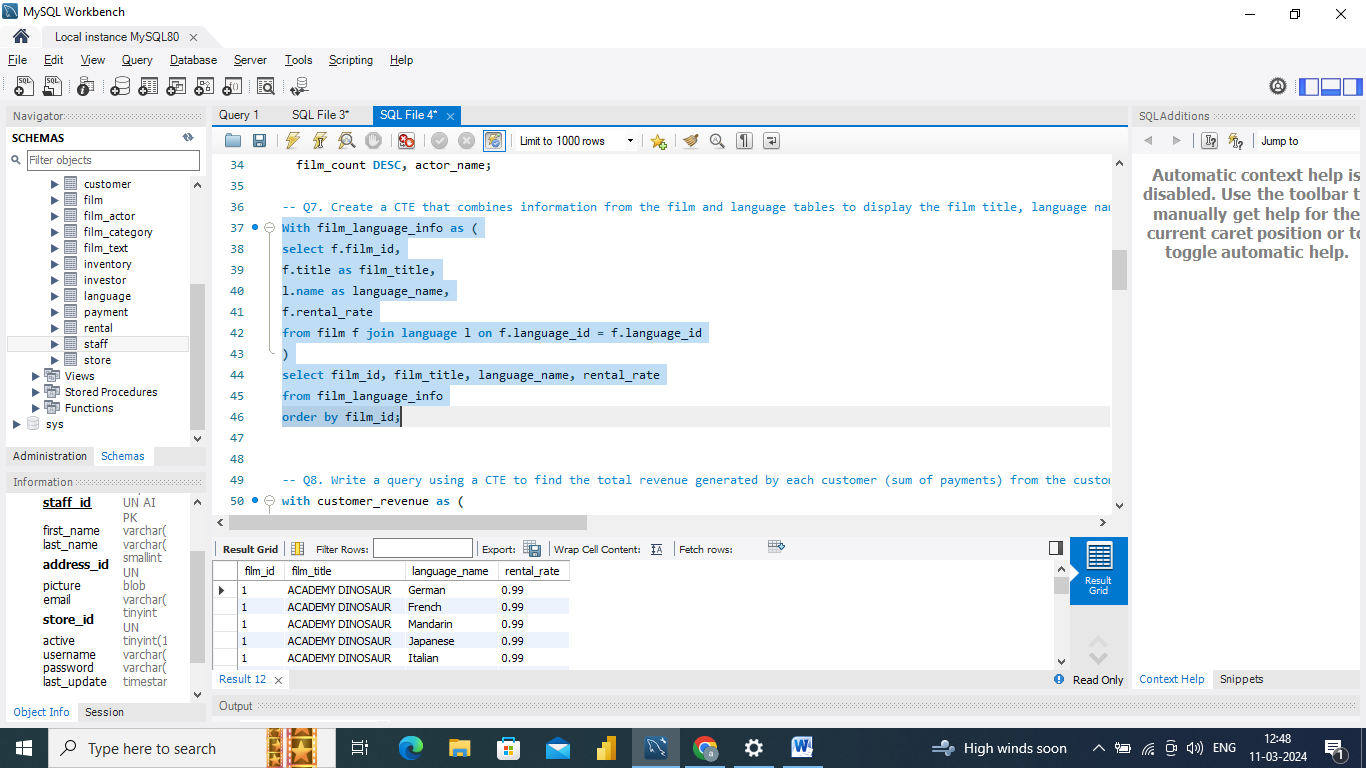 MySQL Workbench
Local instance MySQL80
File Edit View Query Database Server Tools Scripting Help
Navigator
SCHEMAS
Filter objects
customer
film
film_actor
film_category
film_text
inventory
investor
language
payment
rental
staff
store
Views
Stored Procedures
Functions
sys
Administration Schemas
Information
staff_id UN AI
PK
first_name varchar(
last_name varchar(
smallint
address_id UN
picture blob
email varchar(
tinyint
store_id UN
active tinyint(1
username varchar(
password varchar(
last_update timestar
Object Info Session
Query 1 SQL File 3* SQL File 4*
Limit to 1000 rows
34 film_count DESC, actor_name;
35
36 -- Q7. Create a CTE that combines information from the film and language tables to display the film title, language nam
37 With film_language_info as (
38 select f.film_id,
39 f.title as film_title,
40 l.name as language_name,
41 f.rental_rate
42 from film f join language l on f.language_id = f.language_id
43 )
44 select film_id, film_title, language_name, rental_rate
45 from film_language_info
46 order by film_id;
47
48
49 -- Q8. Write a query using a CTE to find the total revenue generated by each customer (sum of payments) from the custom
50 with customer_revenue as (
Result Grid Filter Rows: Export: Wrap Cell Content: IA Fetch rows:
film_id film_title language_name rental_rate
1 ACADEMY DINOSAUR German 0.99
1 ACADEMY DINOSAUR French 0.99
1 ACADEMY DINOSAUR Mandarin 0.99
1 ACADEMY DINOSAUR Japanese 0.99
1 ACADEMY DINOSAUR Italian 0.99
Result Grid
Result 12
Read Only
Output
SQLAdditions
Jump to
Automatic context help is
disabled. Use the toolbar t
manually get help for the
current caret position or to
toggle automatic help.
Context Help Snippets
Type here to search
High winds soon
ENG
12:48
11-03-2024
1